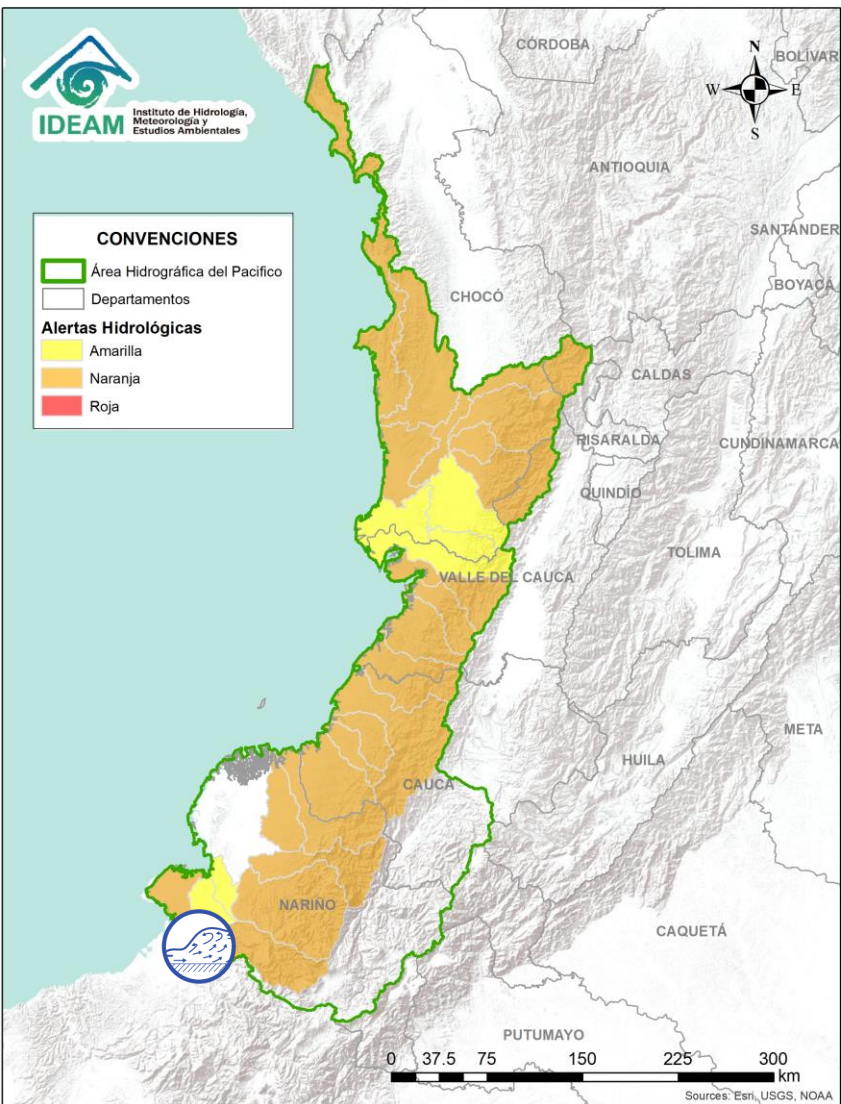 IDEAM
Instituto de Hidrología,
Meteorología y
Estudios Ambientales
CÓRDOBA
BOLÍVAR
N
W
E
S
ANTIOQUIA
SANTANDER
BOYACÁ
CONVENCIONES
Área Hidrográfica del Pacifico
Departamentos
Alertas Hidrológicas
Amarilla
Naranja
Roja
CHOCÓ
CALDAS
RISARALDA
CUNDINAMARCA
QUINDÍO
TOLIMA
VALLE DEL CAUCA
META
HUILA
CAUCA
NARIÑO
CAQUETÁ
PUTUMAYO
0 37.5 75 150 225 300
km
Sources: Esri, USGS, NOAA